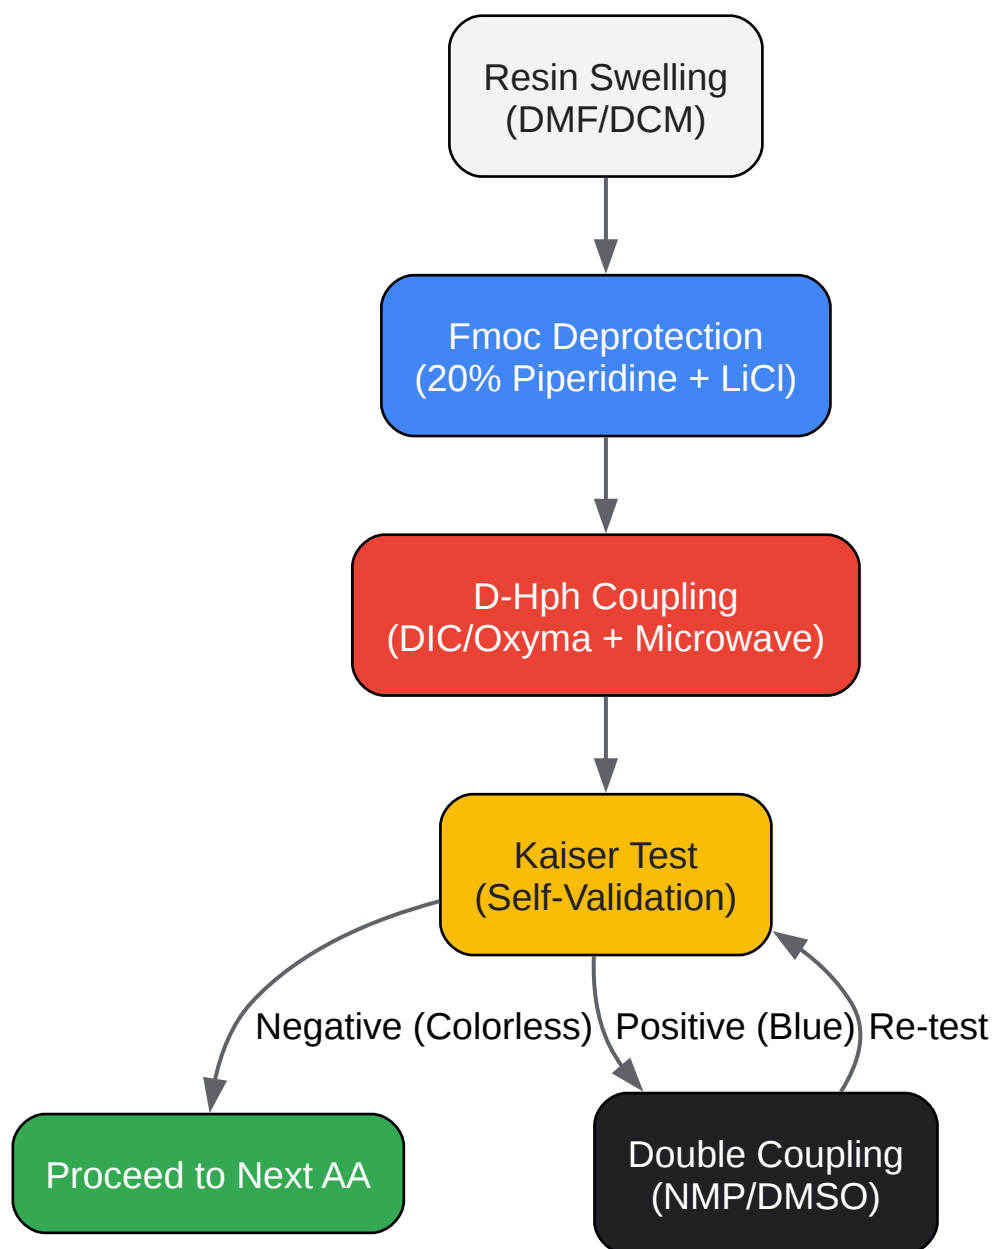 Resin Swelling
(DMF/DCM)
Fmoc Deprotection
(20% Piperidine + LiCl)
D-Hph Coupling
(DIC/Oxyma + Microwave)
Kaiser Test
(Self-Validation)
Negative (Colorless)
Positive (Blue)
Re-test
Proceed to Next AA
Double Coupling
(NMP/DMSO)